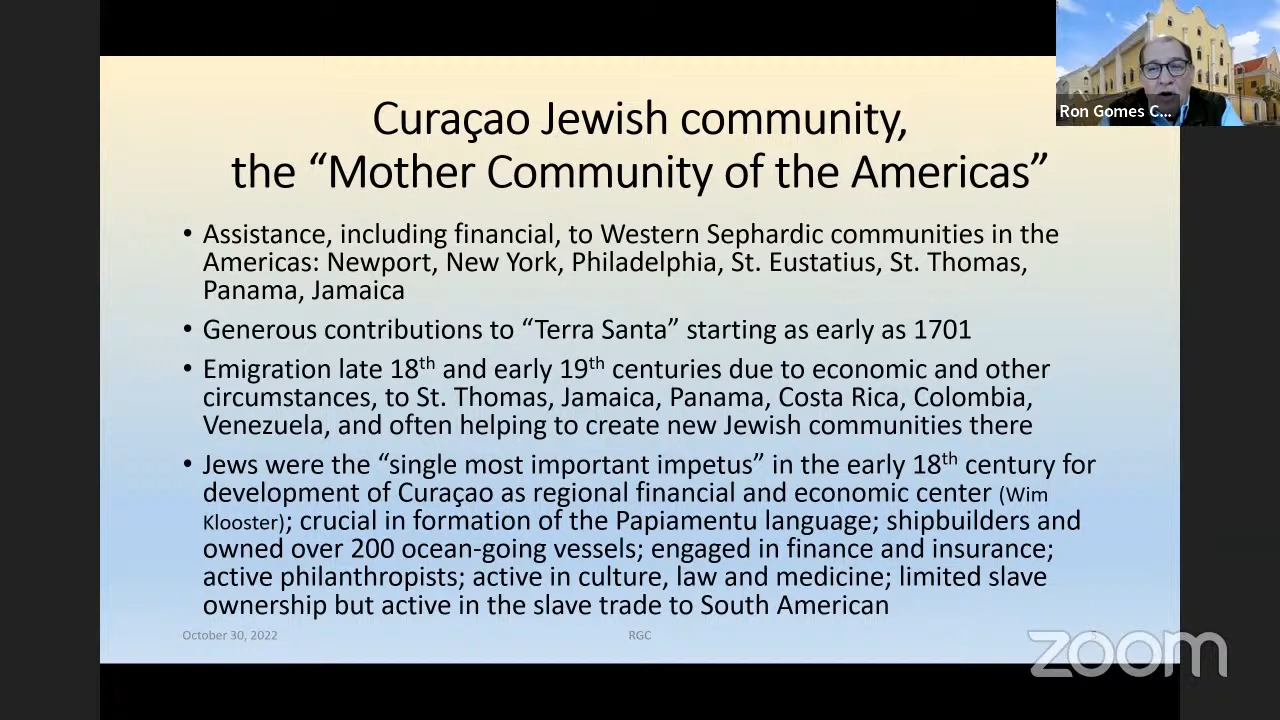 Ron Gomes C...
Curaçao Jewish community,
the “Mother Community of the Americas”
• Assistance, including financial, to Western Sephardic communities in the
Americas: Newport, New York, Philadelphia, St. Eustatius, St. Thomas,
Panama, Jamaica
• Generous contributions to “Terra Santa” starting as early as 1701
• Emigration late 18th and early 19th centuries due to economic and other
circumstances, to St. Thomas, Jamaica, Panama, Costa Rica, Colombia,
Venezuela, and often helping to create new Jewish communities there
• Jews were the “single most important impetus” in the early 18th century for
development of Curaçao as regional financial and economic center (Wim
Klooster); crucial in formation of the Papiamentu language; shipbuilders and
owned over 200 ocean-going vessels; engaged in finance and insurance;
active philanthropists; active in culture, law and medicine; limited slave
ownership but active in the slave trade to South American
October 30, 2022 RGC
zoom